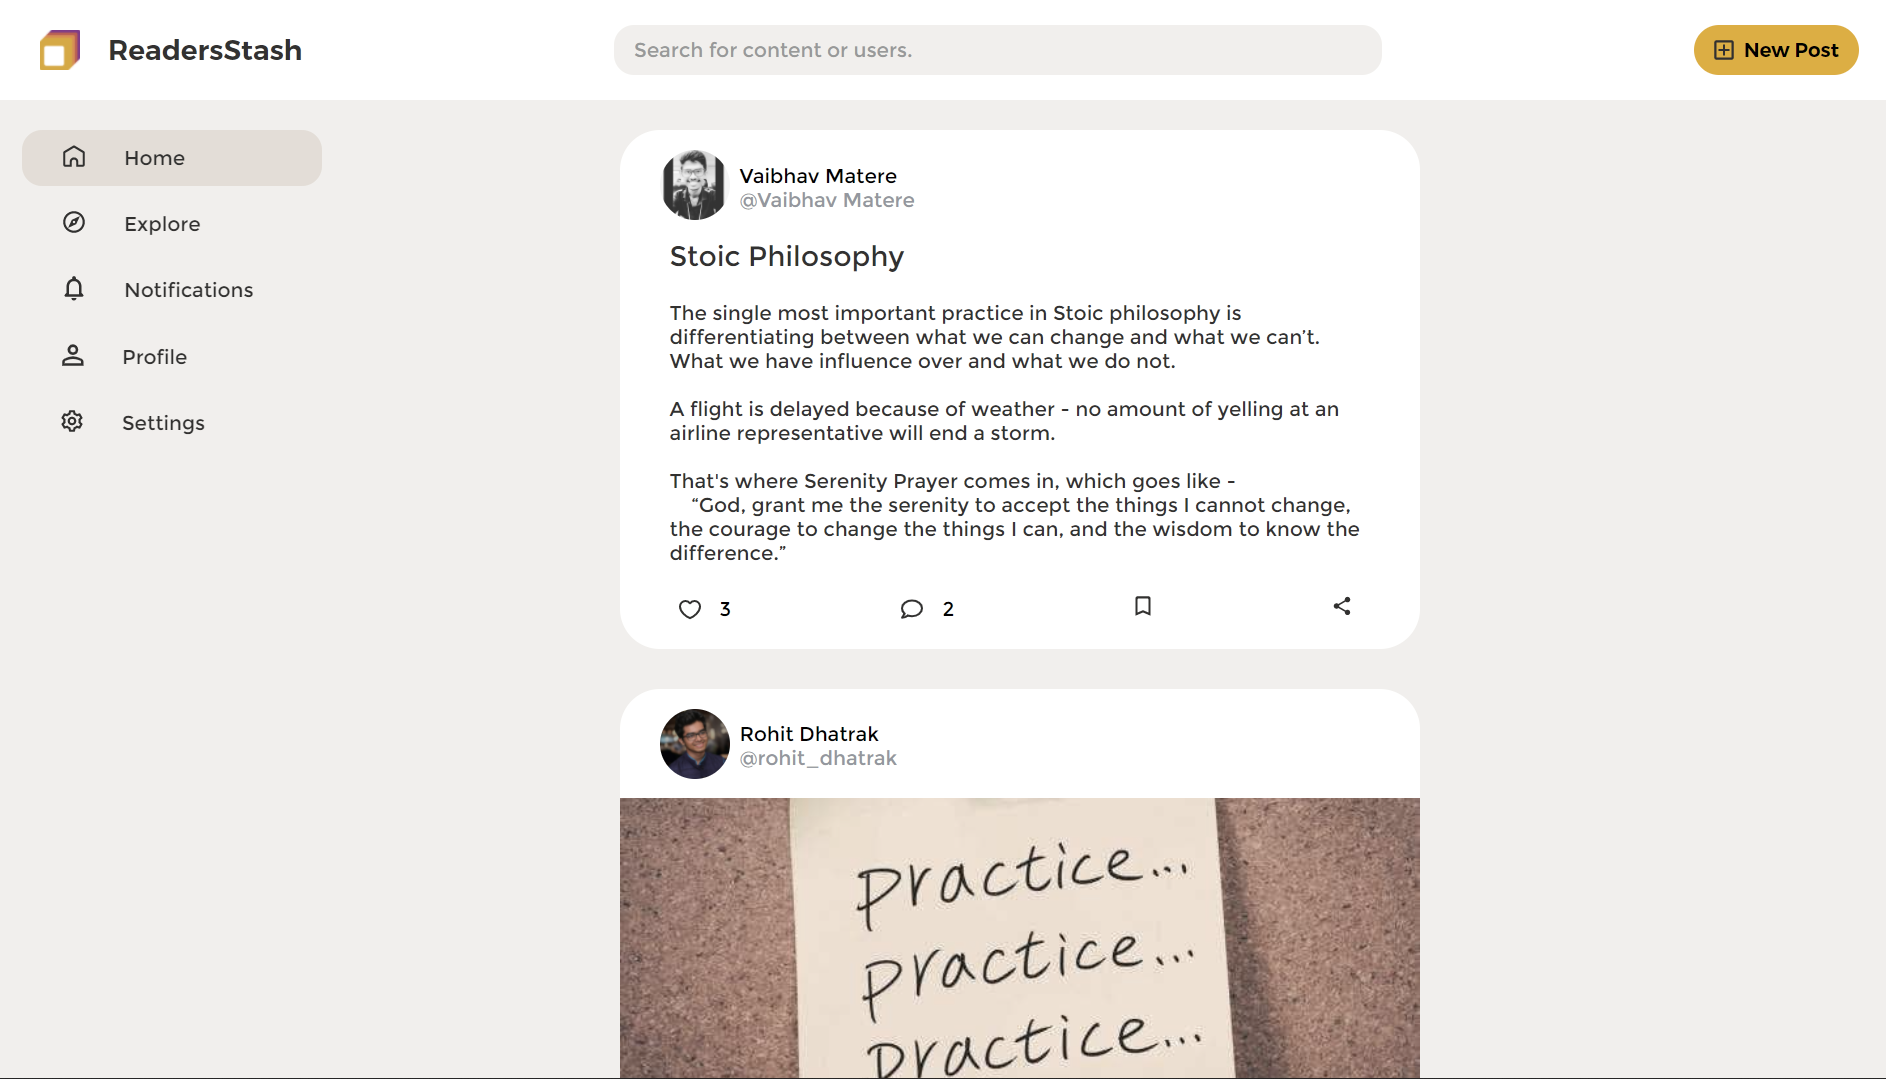 ReadersStash
Search for content or users.
New Post
Home
Explore
Notifications
Profile
Settings
Vaibhav Matere
@Vaibhav Matere
Stoic Philosophy
The single most important practice in Stoic philosophy is
differentiating between what we can change and what we can’t.
What we have influence over and what we do not.
A flight is delayed because of weather - no amount of yelling at an
airline representative will end a storm.
That's where Serenity Prayer comes in, which goes like -
“God, grant me the serenity to accept the things I cannot change,
the courage to change the things I can, and the wisdom to know the
difference.”
3
2
Rohit Dhatrak
@rohit_dhatrak
practice...
practice...
practice...